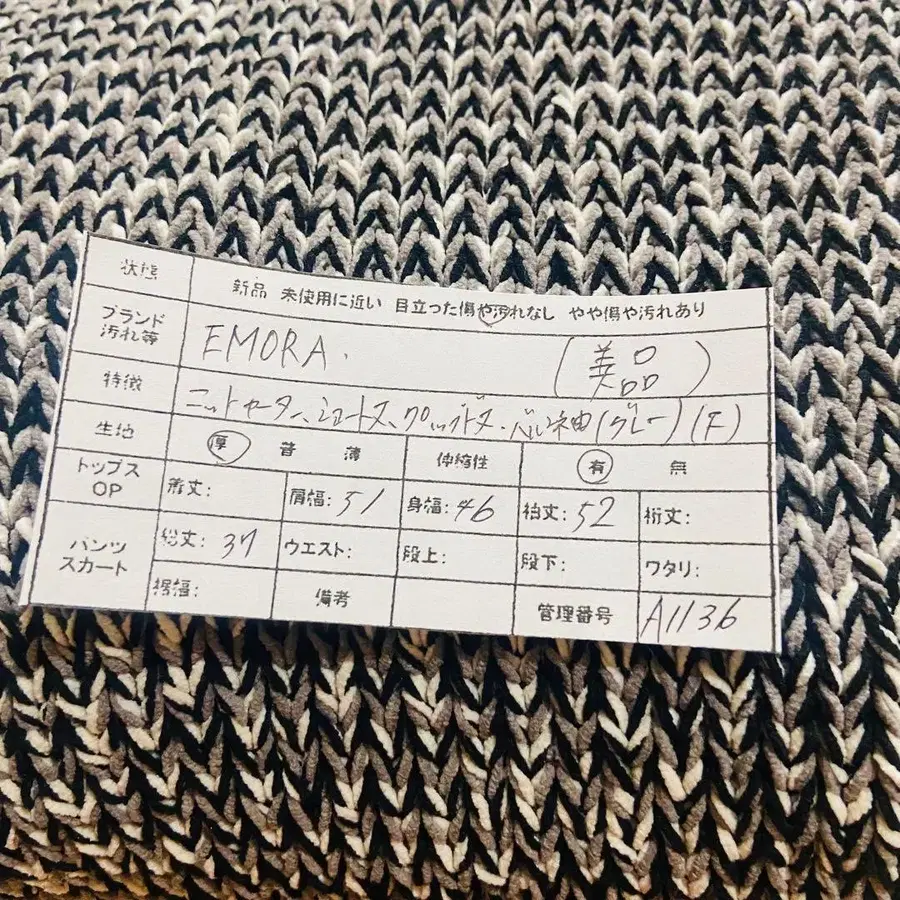 状態 新品 未使用に近い 目立った傷や汚れなし やや傷や汚れあり
ブランド 汚れ等 EMORA. (美品)
特徴 ニットセーター、ショート丈、クロップド丈・ベル袖(グレー)(F)
生地 厚 普 薄 伸縮性 有 無
トップス OP 着丈: 肩幅: 51 身幅: 46 袖丈: 52 裄丈:
パンツ スカート 総丈: 37 ウエスト: 股上: 股下: ワタリ:
裾幅: 備考 管理番号 A1136